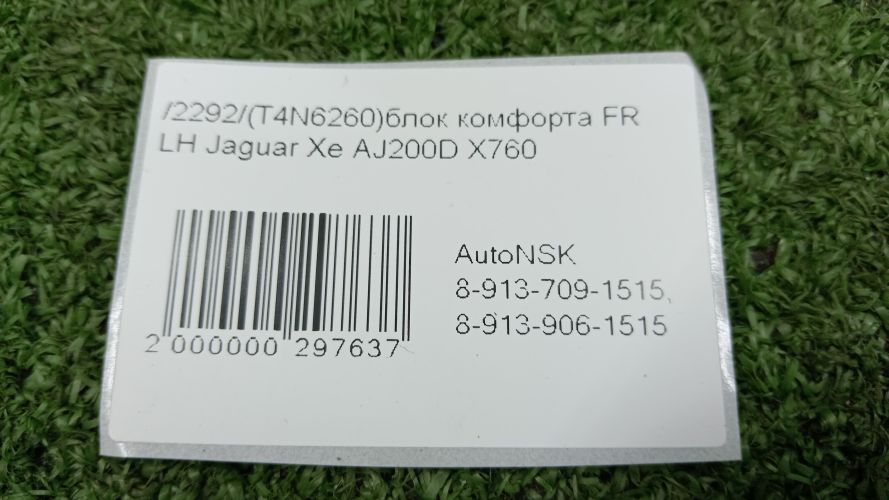 /2292/(T4N6260)блок комфорта FR
LH Jaguar Xe AJ200D X760
AutoNSK
8-913-709-1515,
8-913-906-1515
2 000000 297637